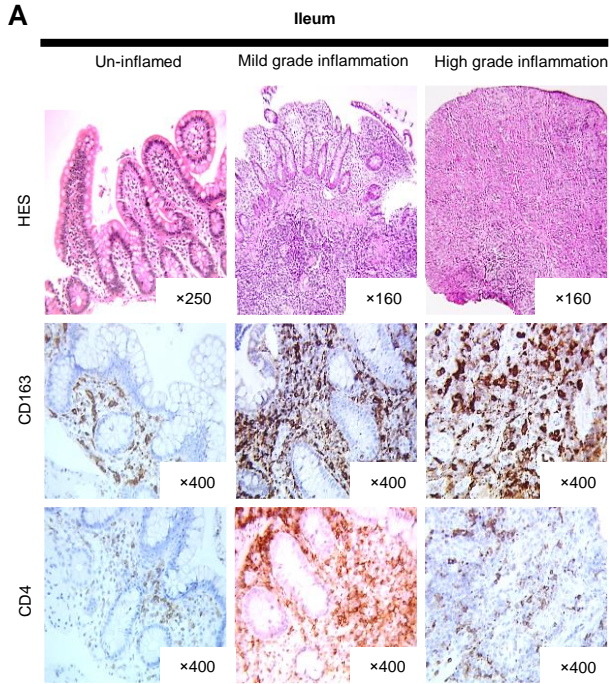 A
Ileum
Un-inflamed Mild grade inflammation High grade inflammation
HES
×250 ×160 ×160
CD163
×400 ×400 ×400
CD4
×400 ×400 ×400